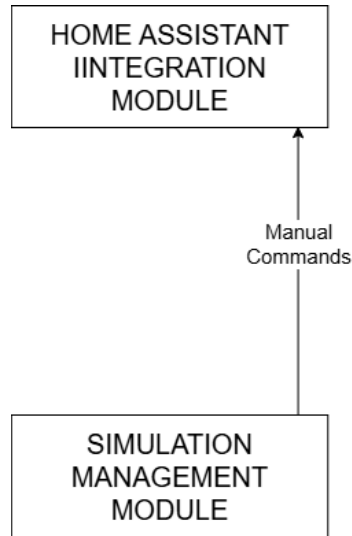 HOME ASSISTANT
IINTEGRATION
MODULE
Manual
Commands
SIMULATION
MANAGEMENT
MODULE